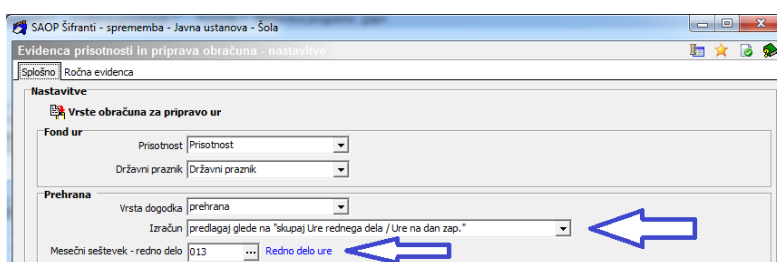 SAOP Šifranti - sprememba - Javna ustanova - Šola
Evidenca prisotnosti in priprava obračuna - nastavitve
Splošno Ročna evidenca
Nastavitve
Vrste obračuna za pripravo ur
Fond ur
Prisotnost Prisotnost
Državni praznik Državni praznik
Prehrana
Vrsta dogodka prehrana
Izračun predlagaj glede na "skupaj Ure rednega dela / Ure na dan zap."
Mesečni seštevek - redno delo 013 ... Redno delo ure